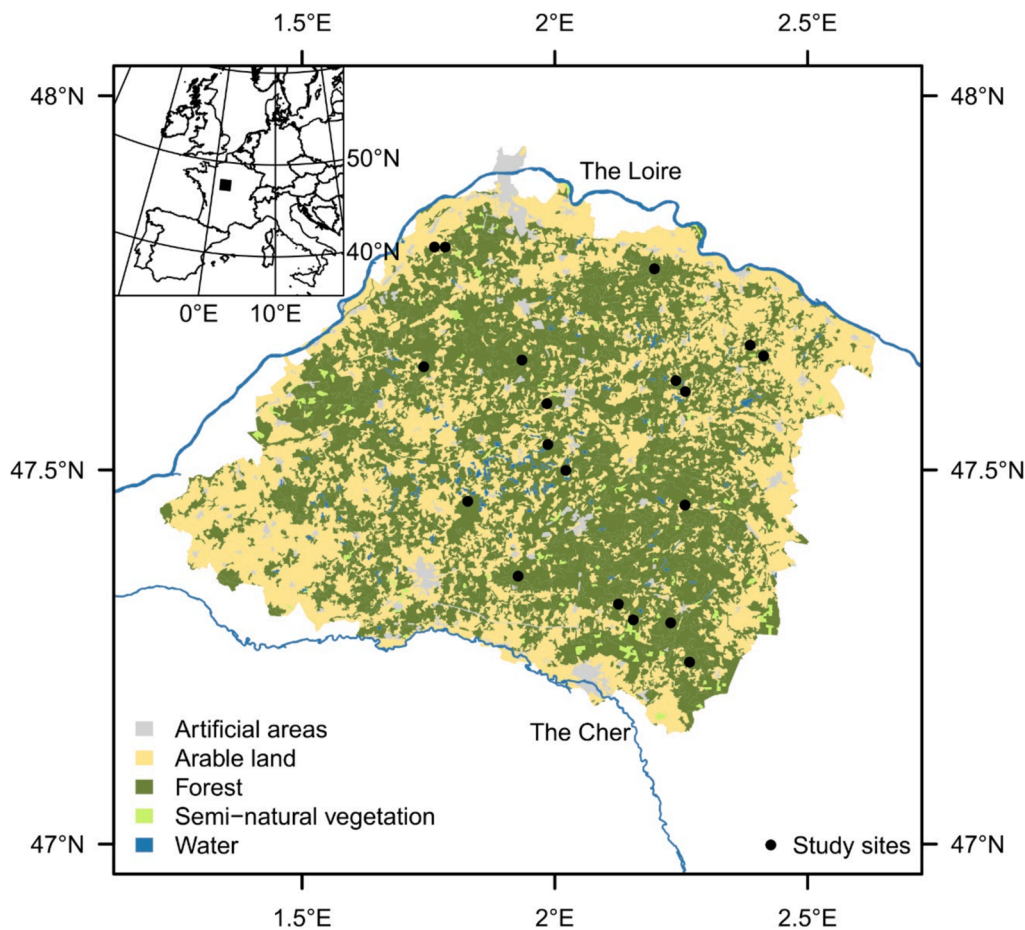 1.5°E 2°E 2.5°E
48°N 48°N
50°N
The Loire
40°N
0°E 10°E
47.5°N 47.5°N
Artificial areas
The Cher
Arable land
Forest
Semi−natural vegetation
Water
Study sites
47°N 47°N
1.5°E 2°E 2.5°E